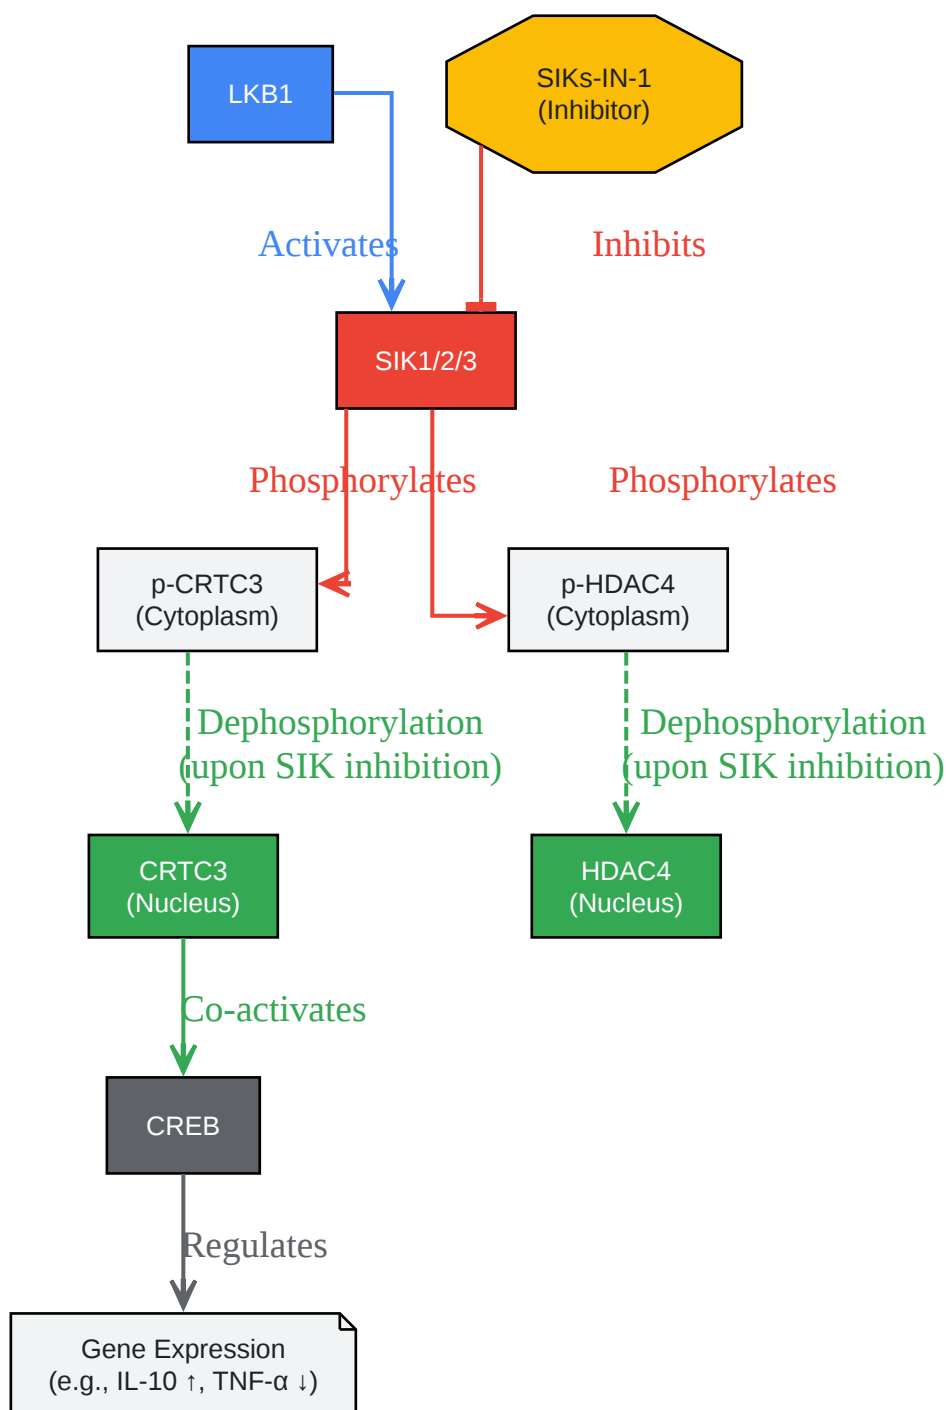 LKB1
SIKs-IN-1
(Inhibitor)
Activates
Inhibits
SIK1/2/3
Phosphorylates
Phosphorylates
p-CRTC3
(Cytoplasm)
p-HDAC4
(Cytoplasm)
Dephosphorylation
(upon SIK inhibition)
Dephosphorylation
(upon SIK inhibition)
CRTC3
(Nucleus)
HDAC4
(Nucleus)
Co-activates
CREB
Regulates
Gene Expression
(e.g., IL-10 ↑, TNF-α ↓)